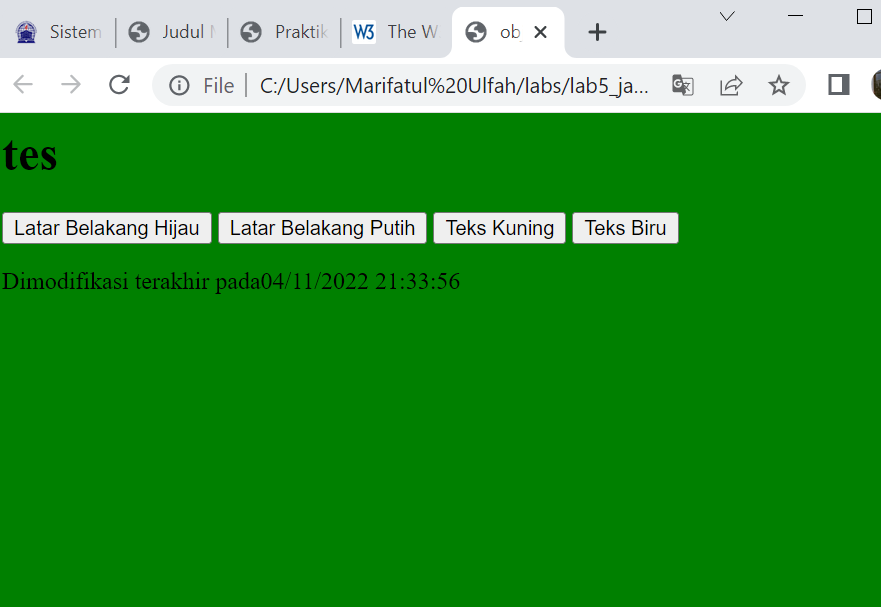 Sistem Judul Praktik The W ob
File C:/Users/Marifatul%20Ulfah/labs/lab5_ja...
tes
Latar Belakang Hijau Latar Belakang Putih Teks Kuning Teks Biru
Dimodifikasi terakhir pada04/11/2022 21:33:56